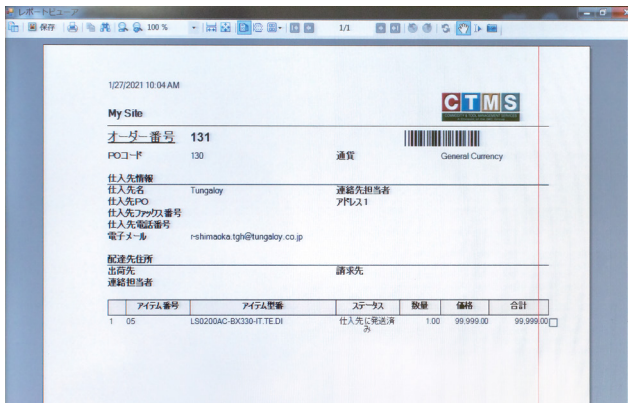 レポートビューア
保存
100 %
1/1
1/27/2021 10:04 AM
CTMS
My Site
オーダー番号 131
POコード 130 通貨 General Currency
仕入先情報
仕入先名 Tungaloy 連絡先担当者
仕入先PO アドレス1
仕入先ファックス番号
仕入先電話番号
電子メール r-shimaoka.tgh@tungaloy.co.jp
配達先住所
出荷先 請求先
連絡担当者
アイテム番号 アイテム型番 ステータス 数量 価格 合計
1 05 LS0200AC-BX330-IT.TE.DI 仕入先に発送済み 1.00 99,999.00 99,999.00